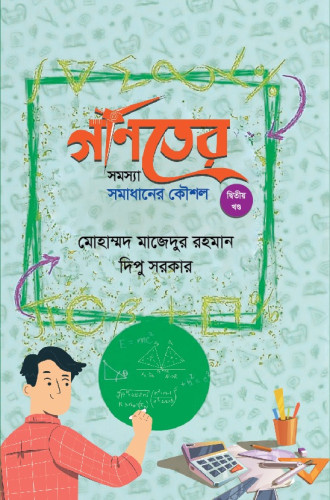 গণিতের
সমস্যা
সমাধানের কৌশল
দ্বিতীয়
খণ্ড
মোহাম্মদ মাজেদুর রহমান
দিপু সরকার